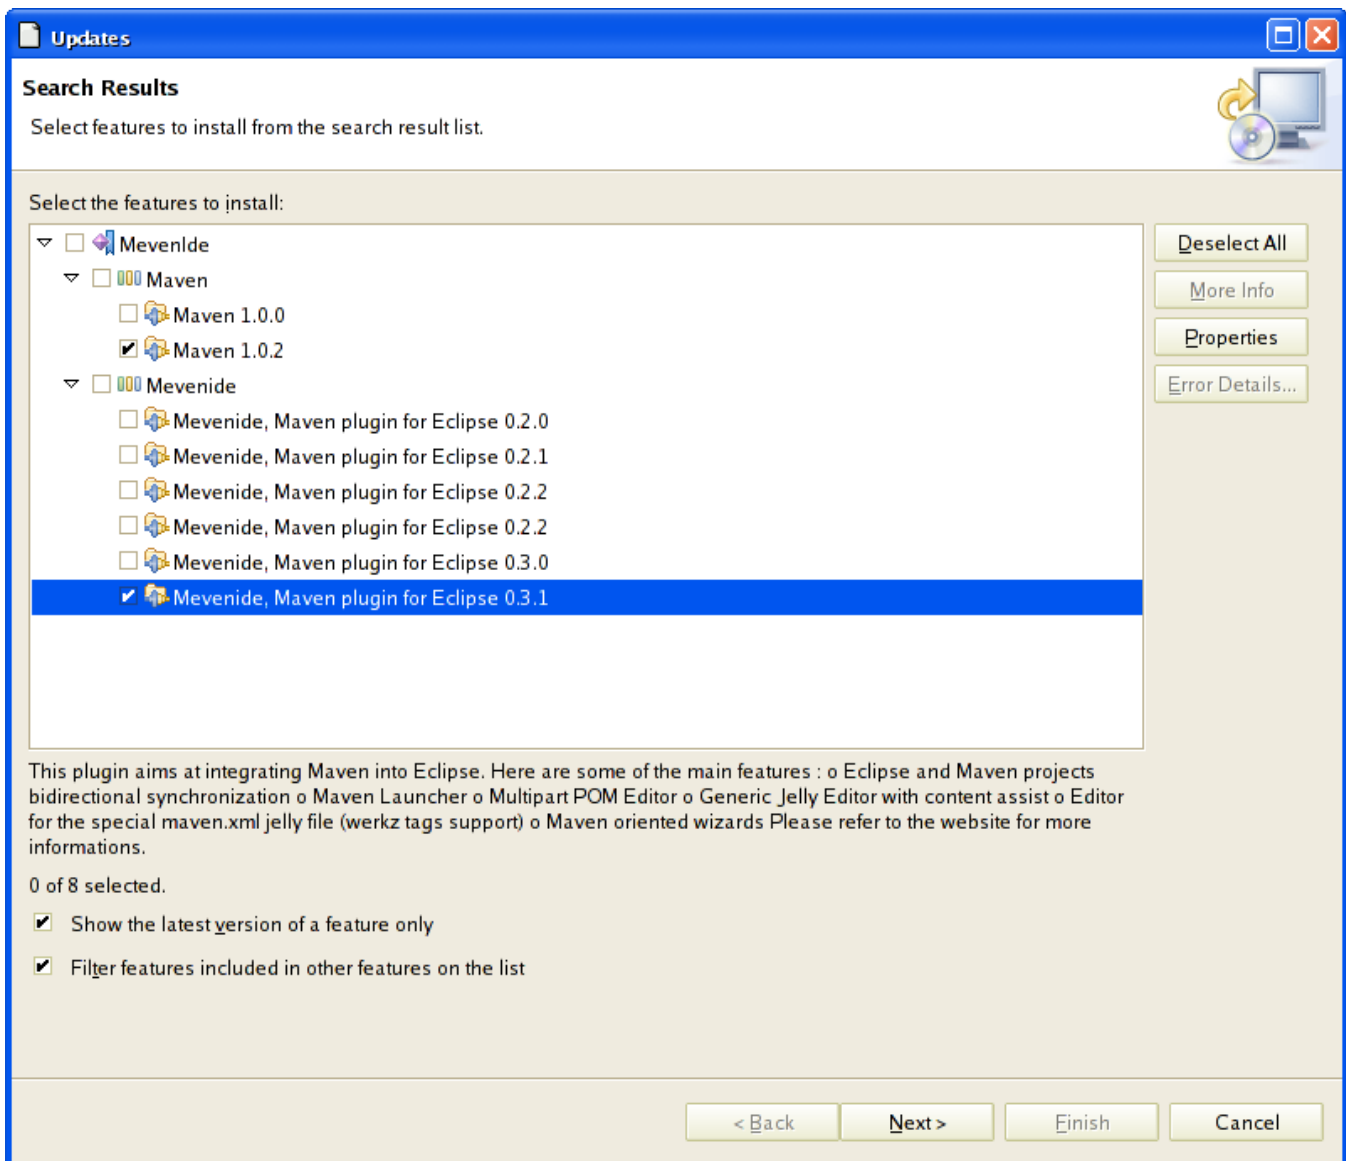 Updates
Search Results
Select features to install from the search result list.
Select the features to install:
MevenIde
Maven
Maven 1.0.0
Maven 1.0.2
Mevenide
Mevenide, Maven plugin for Eclipse 0.2.0
Mevenide, Maven plugin for Eclipse 0.2.1
Mevenide, Maven plugin for Eclipse 0.2.2
Mevenide, Maven plugin for Eclipse 0.2.2
Mevenide, Maven plugin for Eclipse 0.3.0
Mevenide, Maven plugin for Eclipse 0.3.1
Deselect All
More Info
Properties
Error Details...
This plugin aims at integrating Maven into Eclipse. Here are some of the main features : o Eclipse and Maven projects
bidirectional synchronization o Maven Launcher o Multipart POM Editor o Generic Jelly Editor with content assist o Editor
for the special maven.xml jelly file (werkz tags support) o Maven oriented wizards Please refer to the website for more
informations.
0 of 8 selected.
Show the latest version of a feature only
Filter features included in other features on the list
< Back
Next >
Finish
Cancel